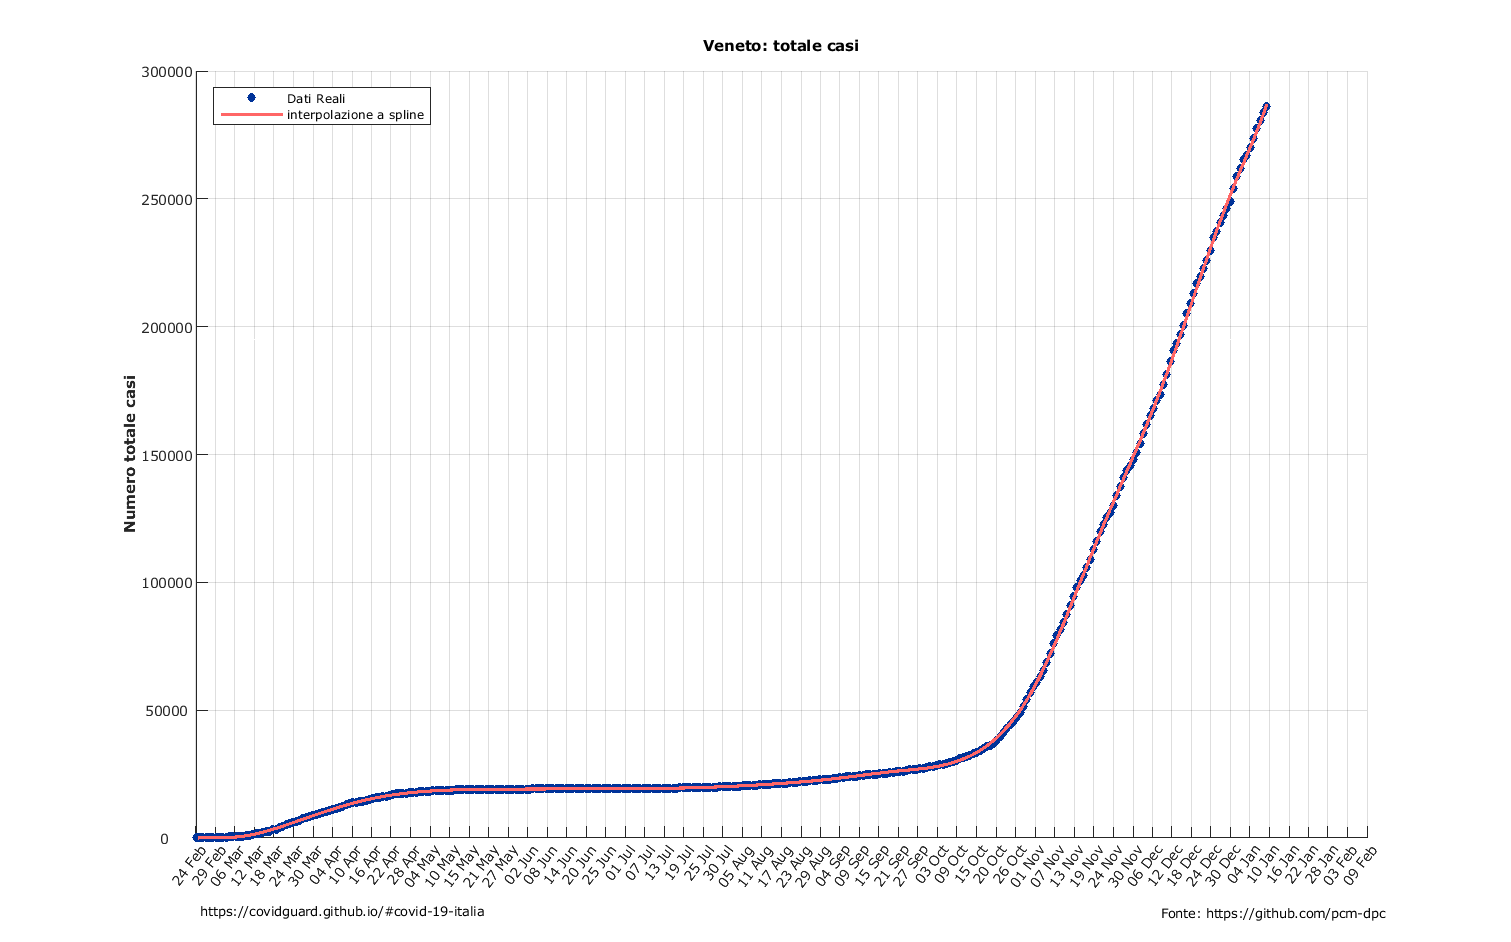 Veneto: totale casi
300000
250000
200000
150000
100000
50000
0
Numero totale casi
Dati Reali
interpolazione a spline
24 Feb
29 Feb
06 Mar
12 Mar
18 Mar
24 Mar
30 Mar
04 Apr
10 Apr
16 Apr
22 Apr
28 Apr
04 May
10 May
15 May
21 May
27 May
02 Jun
08 Jun
14 Jun
20 Jun
25 Jun
01 Jul
07 Jul
13 Jul
19 Jul
25 Jul
30 Jul
05 Aug
11 Aug
17 Aug
23 Aug
29 Aug
04 Sep
09 Sep
15 Sep
21 Sep
27 Sep
03 Oct
09 Oct
15 Oct
20 Oct
26 Oct
01 Nov
07 Nov
13 Nov
19 Nov
24 Nov
30 Nov
06 Dec
12 Dec
18 Dec
24 Dec
30 Dec
04 Jan
10 Jan
16 Jan
22 Jan
28 Jan
03 Feb
09 Feb
https://covidguard.github.io/#covid-19-italia
Fonte: https://github.com/pcm-dpc